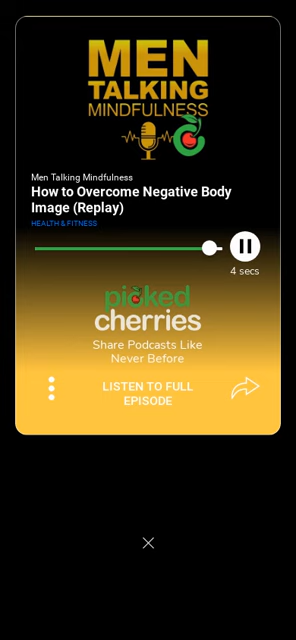 MEN
TALKING
MINDFULNESS
Men Talking Mindfulness
How to Overcome Negative Body
Image (Replay)
HEALTH & FITNESS
4 secs
picked
cherries
Share Podcasts Like
Never Before
LISTEN TO FULL
EPISODE